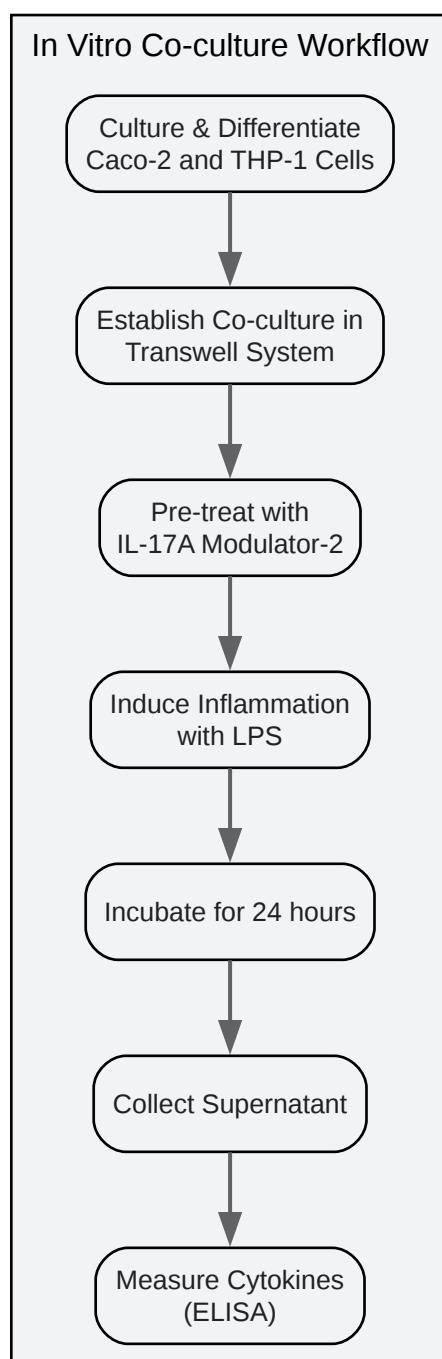 In Vitro Co-culture Workflow
Culture & Differentiate
Caco-2 and THP-1 Cells
Establish Co-culture in
Transwell System
Pre-treat with
IL-17A Modulator-2
Induce Inflammation
with LPS
Incubate for 24 hours
Collect Supernatant
Measure Cytokines
(ELISA)